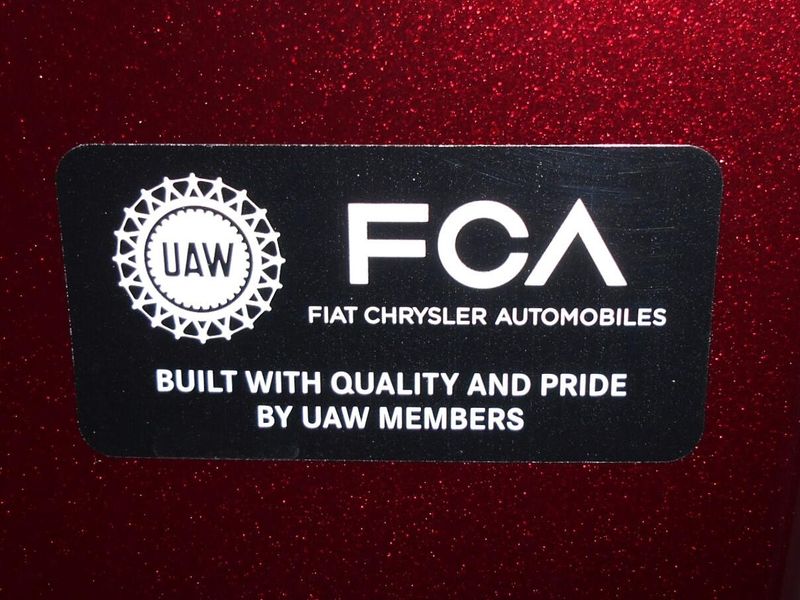 UAW
FCA
FIAT CHRYSLER AUTOMOBILES
BUILT WITH QUALITY AND PRIDE
BY UAW MEMBERS